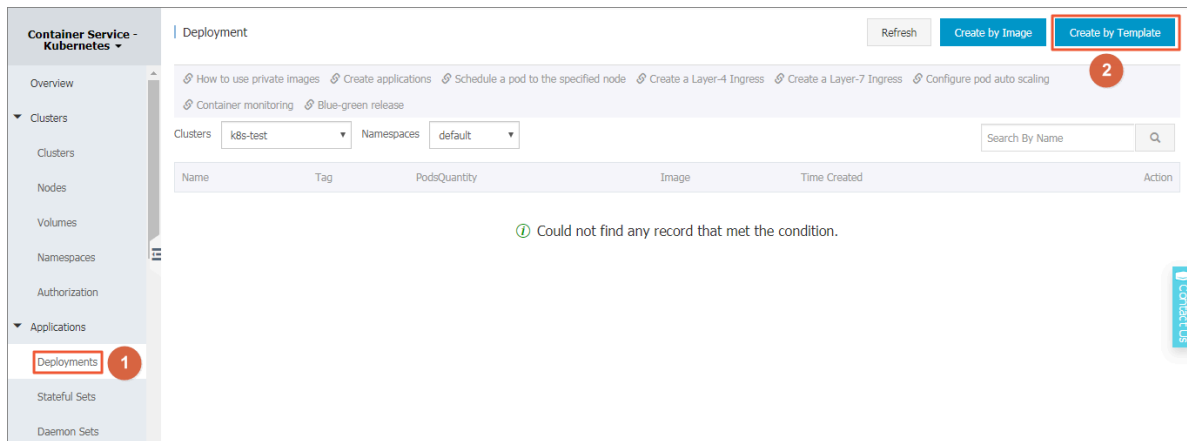 Container Service -
Kubernetes
Overview
Clusters
Clusters
Nodes
Volumes
Namespaces
Authorization
Applications
Deployments
1
Stateful Sets
Daemon Sets
Deployment
Refresh
Create by Image
Create by Template
2
How to use private images Create applications Schedule a pod to the specified node Create a Layer-4 Ingress Create a Layer-7 Ingress Configure pod auto scaling
Container monitoring Blue-green release
Clusters k8s-test Namespaces default Search By Name
Name Tag PodsQuantity Image Time Created Action
Could not find any record that met the condition.
Contact Us